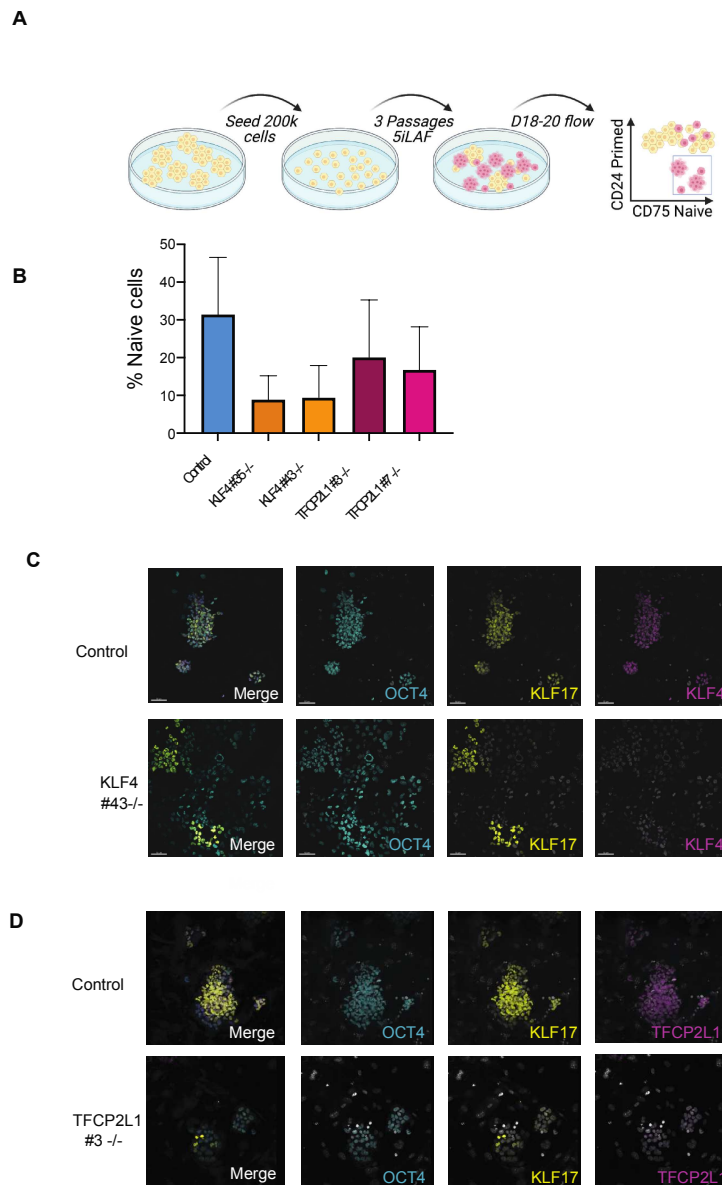 A
Seed 200k
cells
3 Passages
5iLAF
D18-20 flow
CD24 Primed
CD75 Naive
B
% Naive cells
50
40
30
20
10
0
Control
KLF4#35-/-
KLF4#43-/-
TFCP2L1#3-/-
TFCP2L1#7-/-
C
Control
Merge
OCT4
KLF17
KLF4
KLF4
#43-/-
Merge
OCT4
KLF17
KLF4
D
Control
Merge
OCT4
KLF17
TFCP2L1
TFCP2L1
#3 -/-
Merge
OCT4
KLF17
TFCP2L1